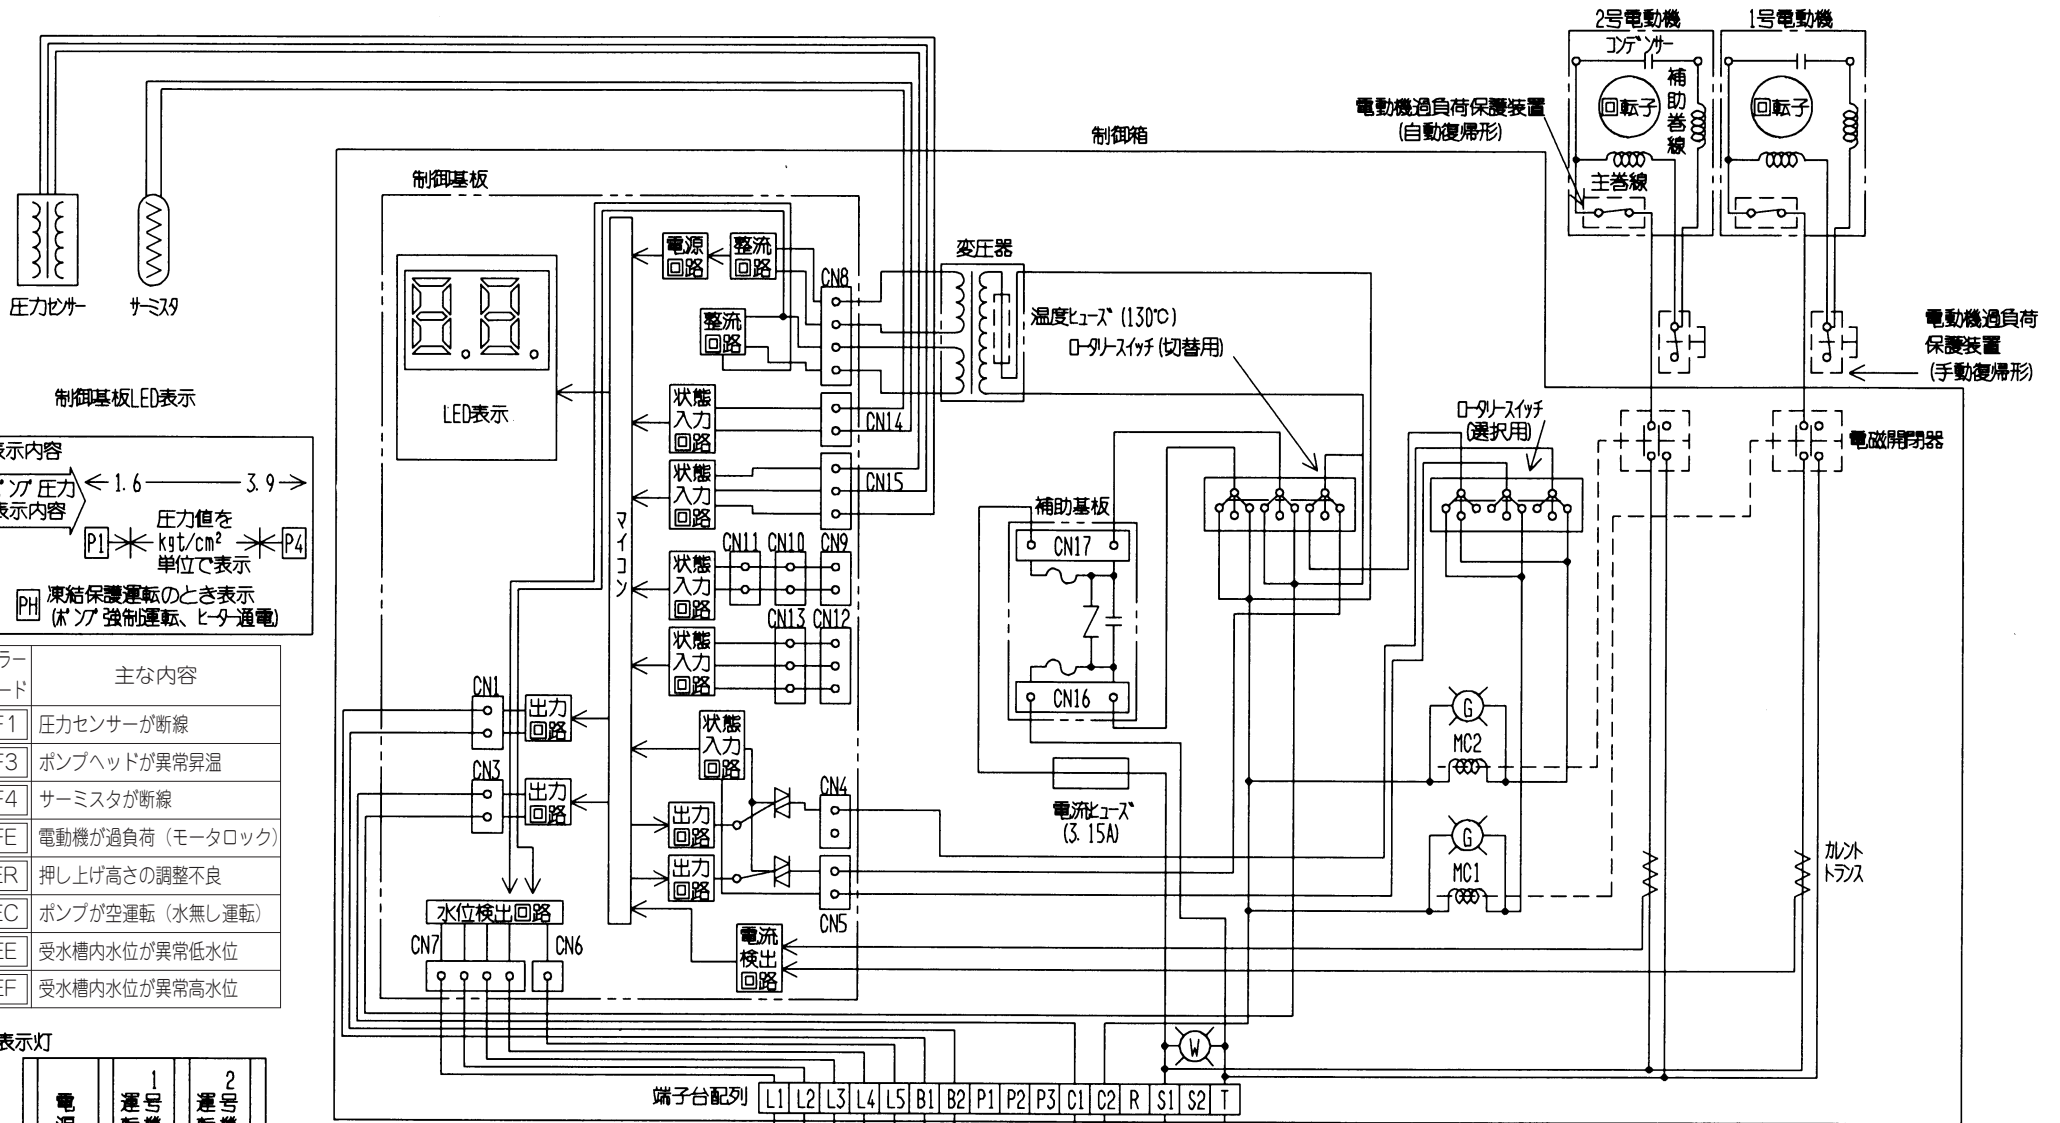 2号電動機
1号電動機
コンデンサー
回転子
補助巻線
回転子
主巻線
電動機過負荷保護装置
(自動復帰形)
制御箱
制御基板
圧力センサー
サーミスタ
電源回路
整流回路
CN8
変圧器
整流回路
温度ヒューズ(130℃)
ロータリースイッチ(切替用)
電動機過負荷
保護装置
(手動復帰形)
制御基板LED表示
LED表示
状態入力回路
CN14
ロータリースイッチ
(選択用)
電磁開閉器
表示内容
ポンプ圧力
表示内容
1.6
3.9
P1
圧力値を
kgf/cm²
単位で表示
P4
PH
凍結保護運転のとき表示
(ポンプ強制運転、ヒーター通電)
状態入力回路
CN15
マイコン
補助基板
CN17
CN16
状態入力回路
CN11
CN10
CN9
状態入力回路
CN13
CN12
主な内容
F1 圧力センサーが断線
F3 ポンプヘッドが異常昇温
F4 サーミスタが断線
FE 電動機が過負荷（モータロック）
ER 押し上げ高さの調整不良
EC ポンプが空運転（水無し運転）
EE 受水槽内水位が異常低水位
EF 受水槽内水位が異常高水位
CN1
出力回路
CN3
出力回路
状態入力回路
出力回路
CN4
出力回路
CN5
電流ヒューズ
(3.15A)
G
MC2
G
MC1
カレント
トランス
水位検出回路
CN7
CN6
電流検出回路
W
端子台配列
L1 L2 L3 L4 L5 B1 B2 P1 P2 P3 C1 C2 R S1 S2 T
表示灯
電源
1号機運転
2号機運転